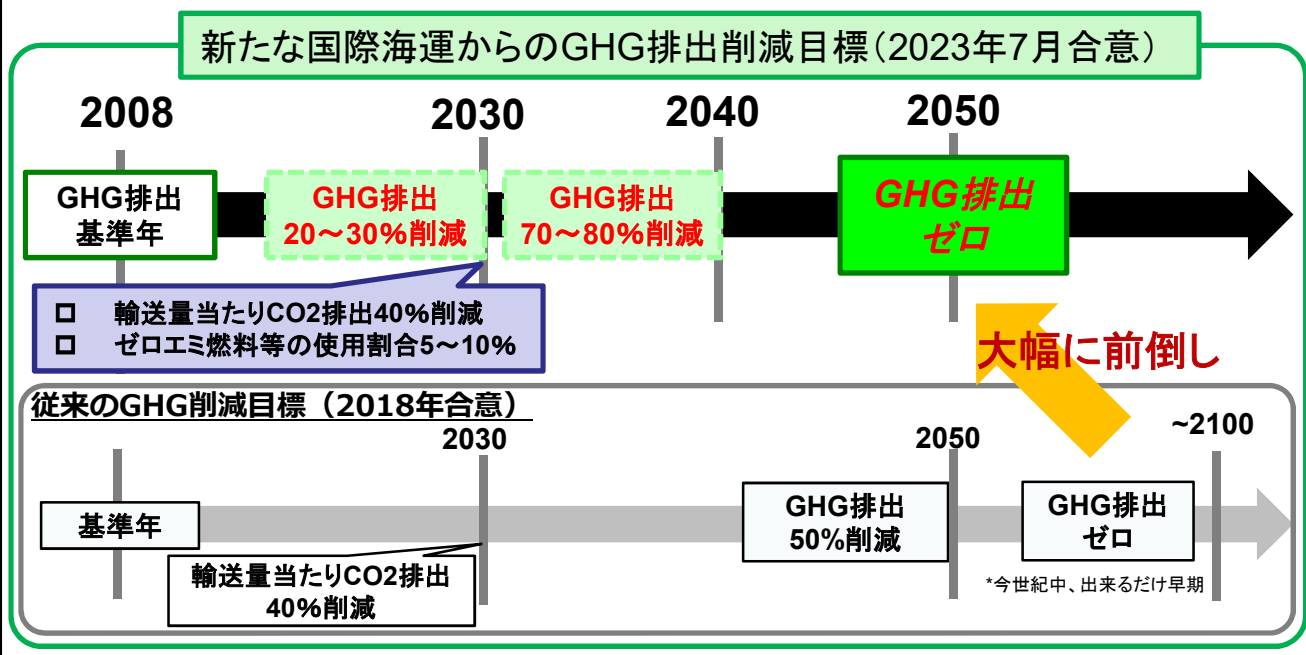 新たな国際海運からのGHG排出削減目標（2023年7月合意）
2008
2030
2040
2050
GHG排出
基準年
GHG排出
20～30%削減
GHG排出
70～80%削減
GHG排出
ゼロ
輸送量当たりCO2排出40%削減
ゼロエミ燃料等の使用割合5～10%
大幅に前倒し
従来のGHG削減目標（2018年合意）
2030
2050
~2100
基準年
輸送量当たりCO2排出
40%削減
GHG排出
50%削減
GHG排出
ゼロ
*今世紀中、出来るだけ早期